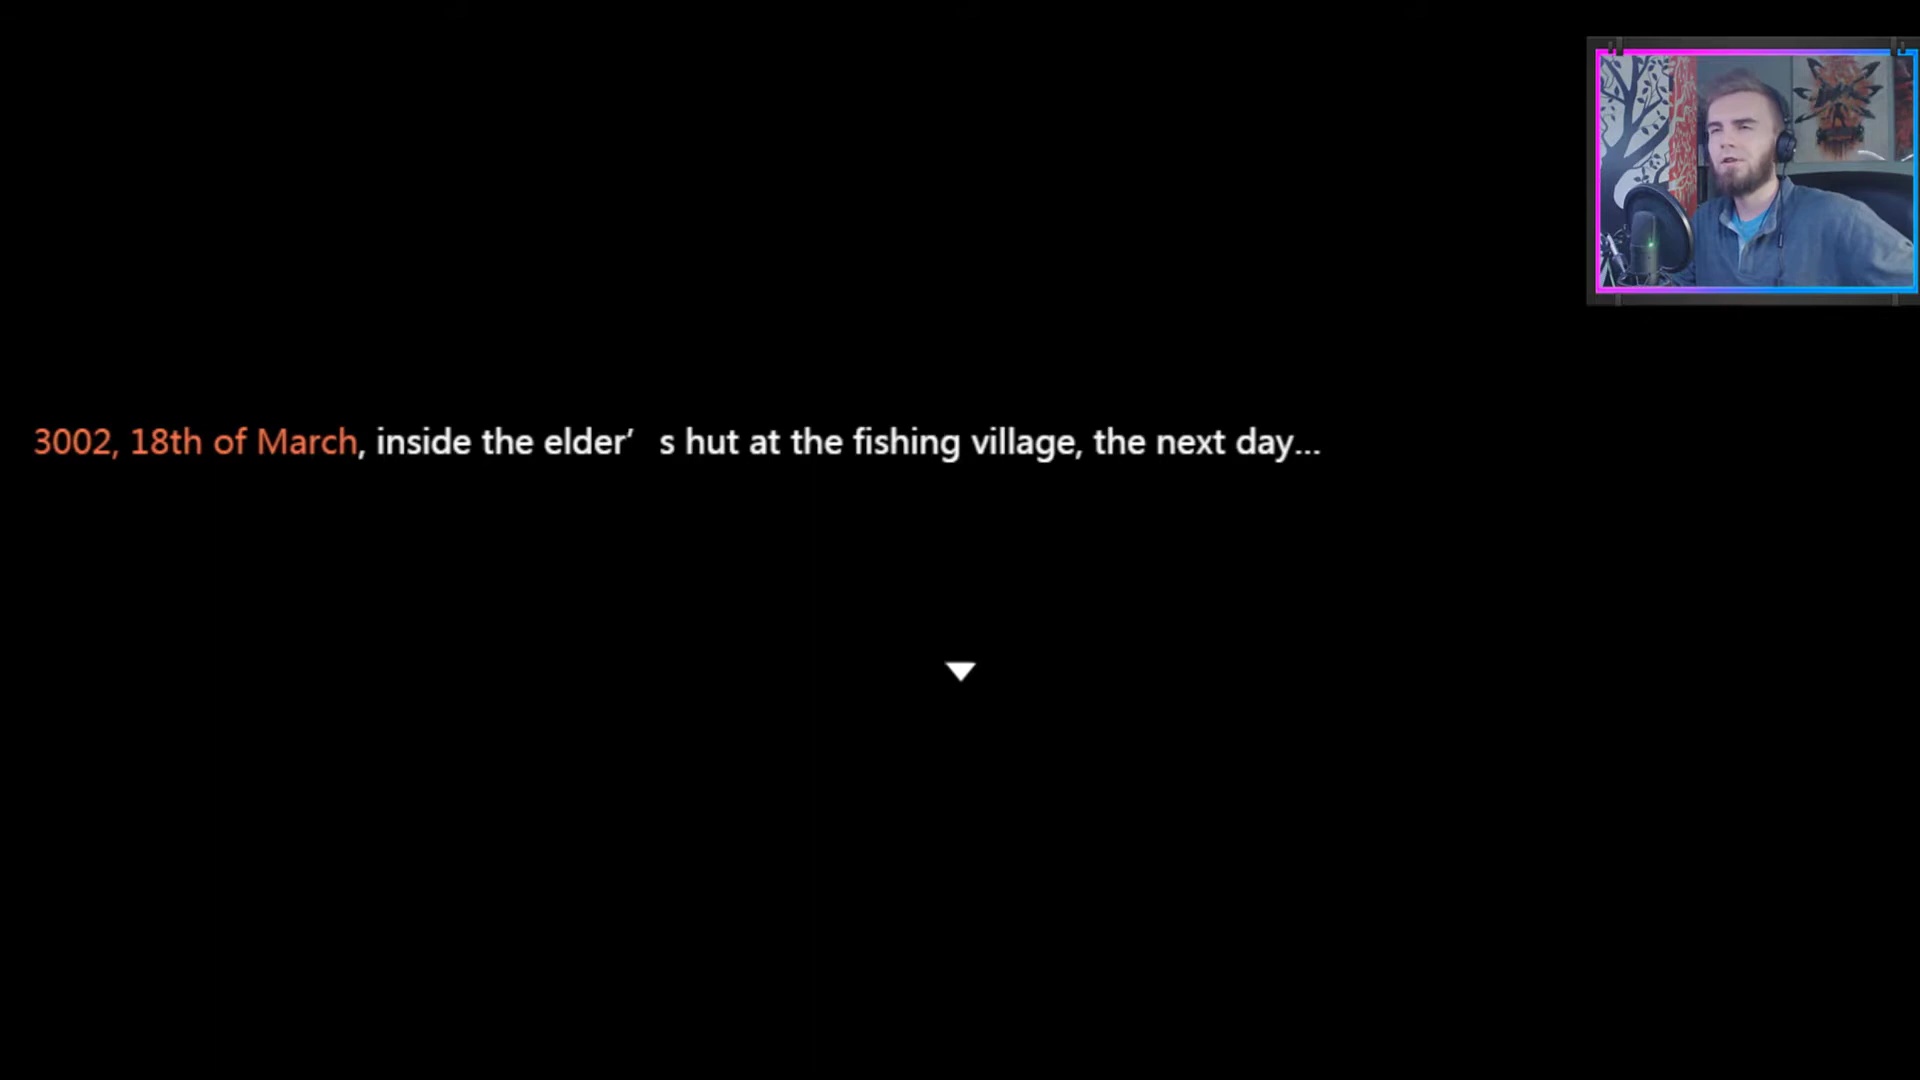 3002, 18th of March, inside the elder’ s hut at the fishing village, the next day...